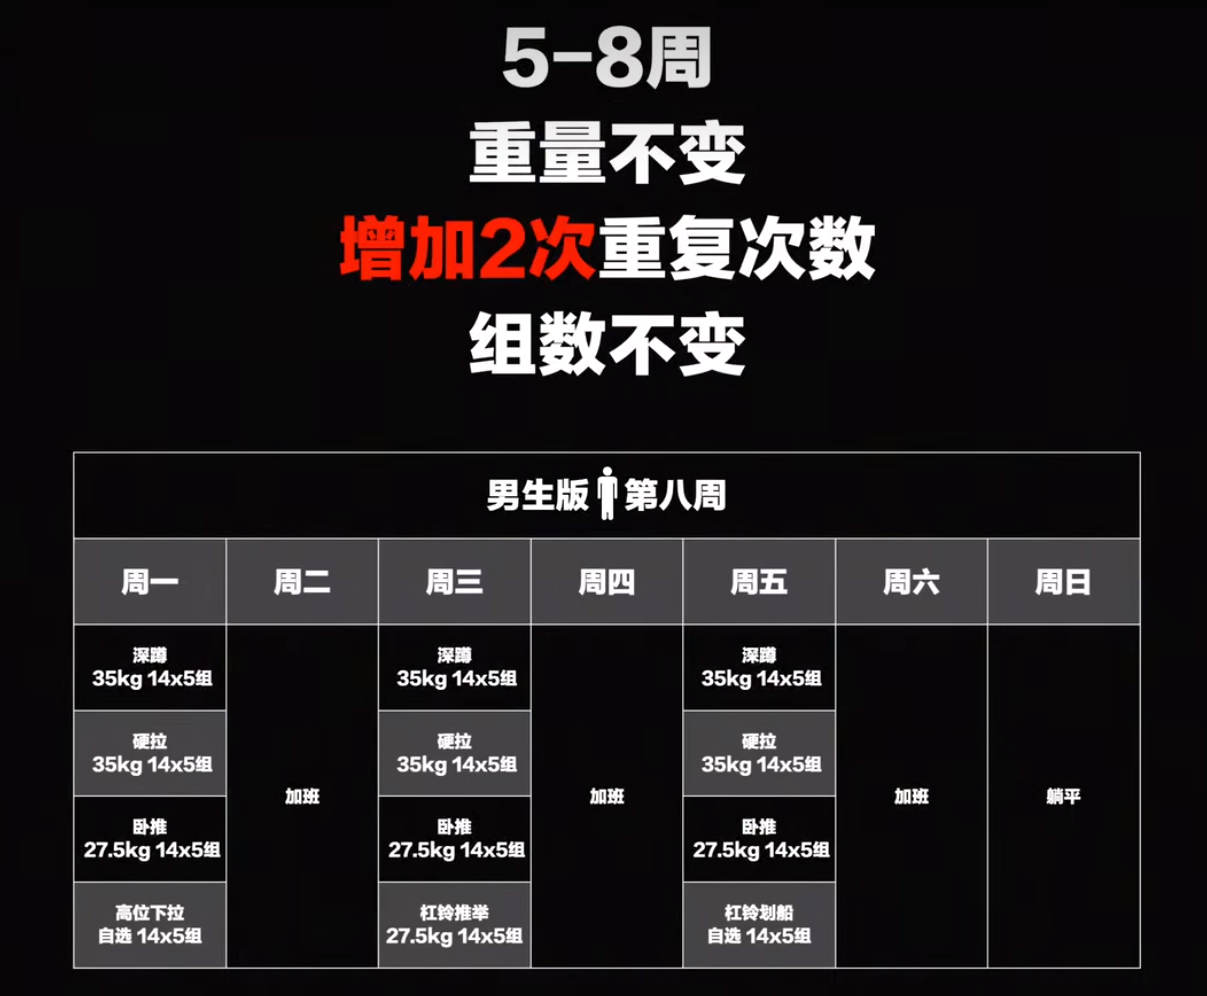 5-8周
重量不变
增加2次重复次数
组数不变
男生版 第八周
周一 周二 周三 周四 周五 周六 周日
深蹲 深蹲 深蹲
35kg 14x5组 35kg 14x5组 35kg 14x5组
硬拉 硬拉 硬拉
35kg 14x5组 35kg 14x5组 35kg 14x5组
加班 加班 加班 躺平
卧推 卧推 卧推
27.5kg 14x5组 27.5kg 14x5组 27.5kg 14x5组
高位下拉 杠铃推举 杠铃划船
自选 14x5组 27.5kg 14x5组 自选 14x5组